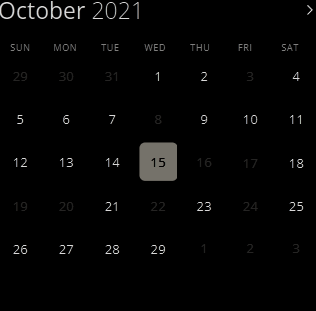 October 2021
SUN MON TUE WED THU FRI SAT
29 30 31 1 2 3 4
5 6 7 8 9 10 11
12 13 14 15 16 17 18
19 20 21 22 23 24 25
26 27 28 29 1 2 3